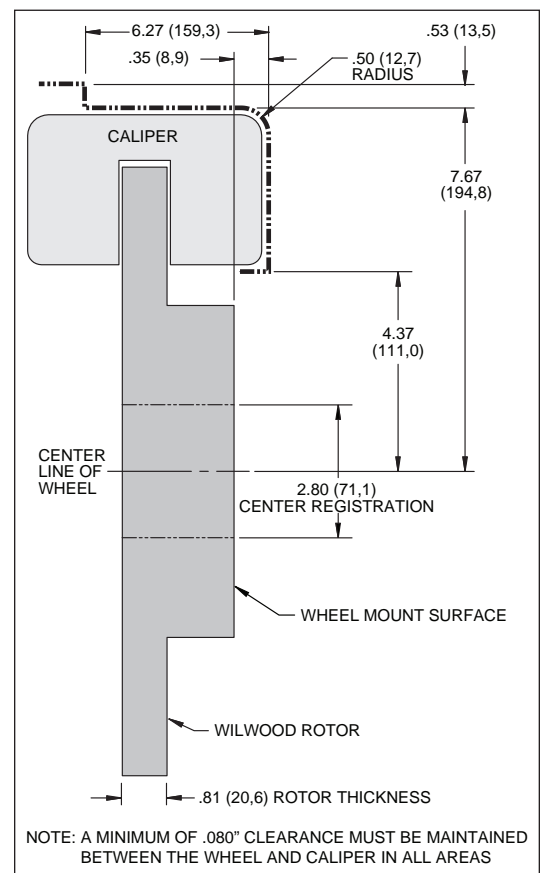 6.27 (159,3)
.53 (13,5)
.35 (8,9)
.50 (12,7)
RADIUS
CALIPER
7.67
(194,8)
4.37
(111,0)
CENTER
LINE OF
WHEEL
2.80 (71,1)
CENTER REGISTRATION
WHEEL MOUNT SURFACE
WILWOOD ROTOR
.81 (20,6) ROTOR THICKNESS
NOTE: A MINIMUM OF .080" CLEARANCE MUST BE MAINTAINED
BETWEEN THE WHEEL AND CALIPER IN ALL AREAS